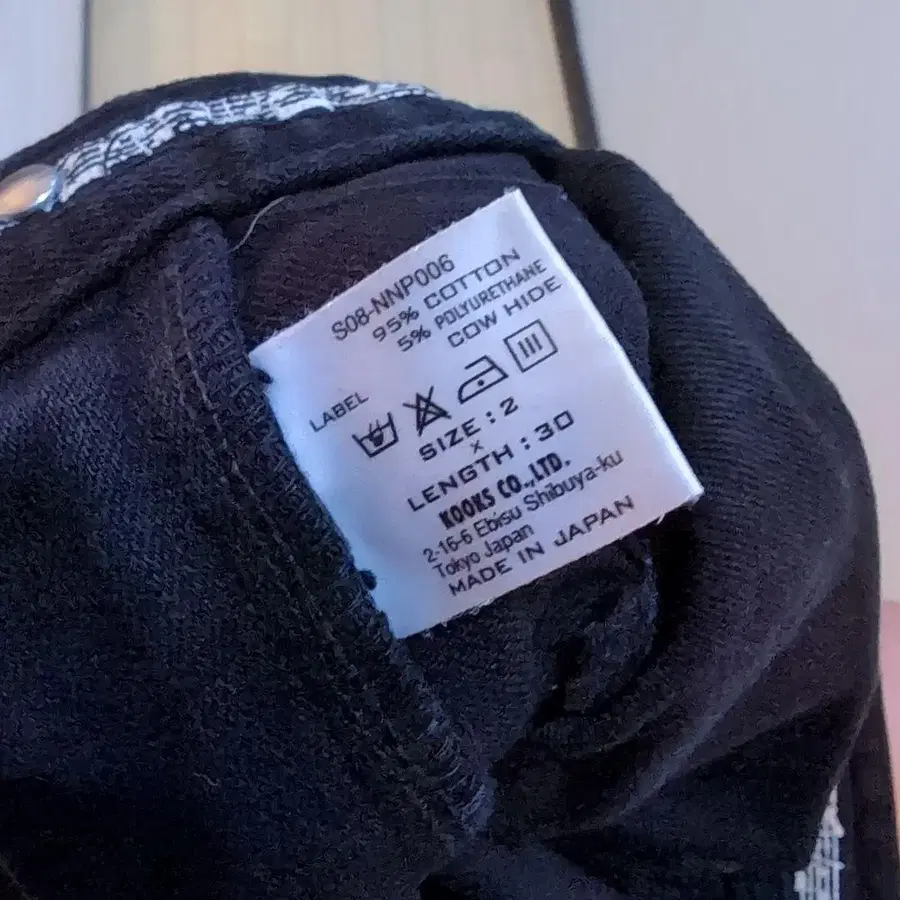 S08-NNP006
95% COTTON
5% POLYURETHANE
LABEL COW HIDE
SIZE : 2
×
LENGTH : 30
KOOKS CO.,LTD.
2-16-6 Ebisu Shibuya-ku
Tokyo Japan
MADE IN JAPAN